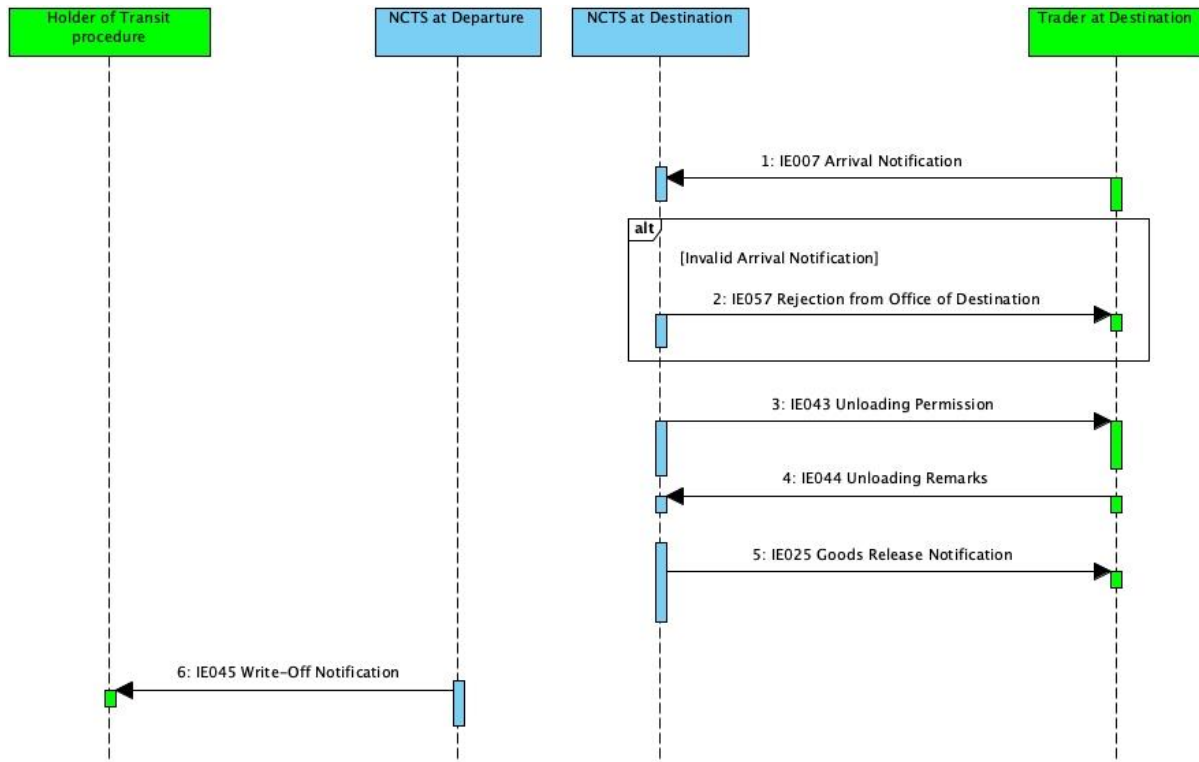 Holder of Transit
procedure
NCTS at Departure
NCTS at Destination
Trader at Destination
1: IE007 Arrival Notification
alt
[Invalid Arrival Notification]
2: IE057 Rejection from Office of Destination
3: IE043 Unloading Permission
4: IE044 Unloading Remarks
5: IE025 Goods Release Notification
6: IE045 Write-Off Notification